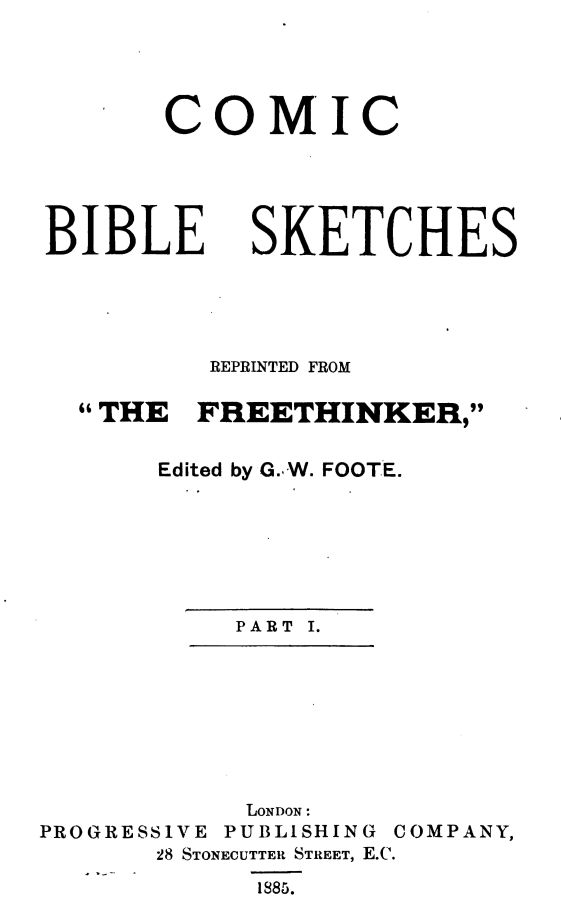 COMIC
BIBLE SKETCHES
REPRINTED FROM
“THE FREETHINKER,”
Edited by G. W. FOOTE.
PART I.
LONDON:
PROGRESSIVE PUBLISHING COMPANY,
28 STONECUTTER STREET, E.C.
1885.